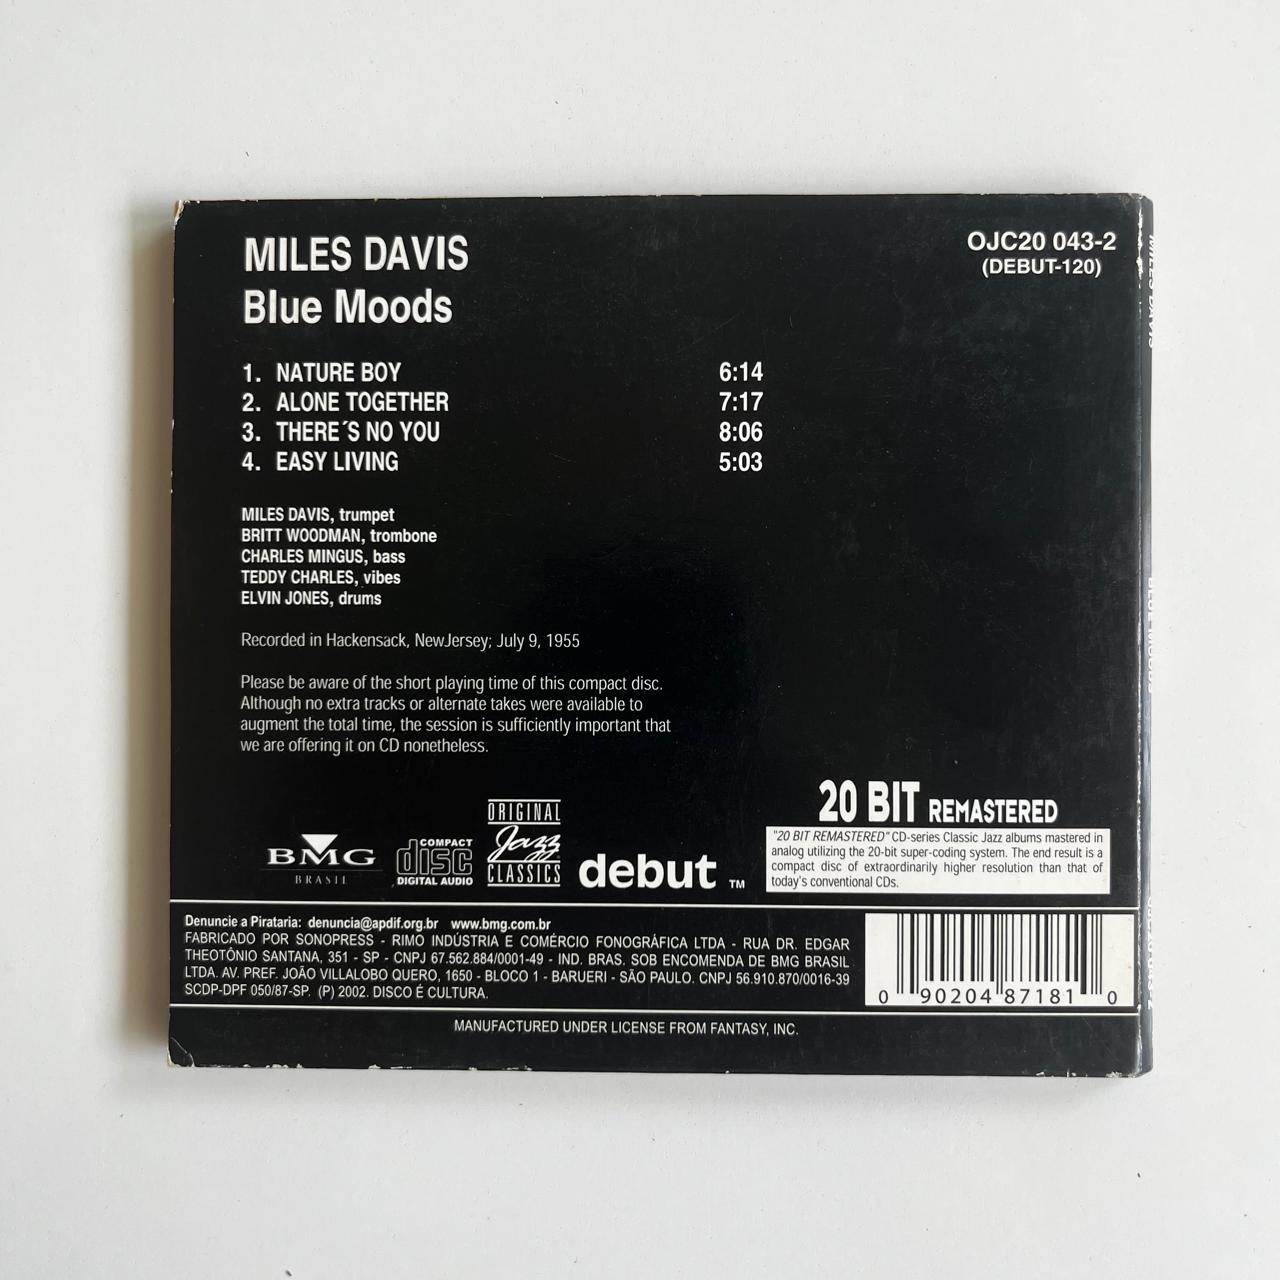 MILES DAVIS
Blue Moods
OJC20 043-2
(DEBUT-120)
1. NATURE BOY 6:14
2. ALONE TOGETHER 7:17
3. THERE´S NO YOU 8:06
4. EASY LIVING 5:03
MILES DAVIS, trumpet
BRITT WOODMAN, trombone
CHARLES MINGUS, bass
TEDDY CHARLES, vibes
ELVIN JONES, drums
Recorded in Hackensack, NewJersey; July 9, 1955
Please be aware of the short playing time of this compact disc.
Although no extra tracks or alternate takes were available to
augment the total time, the session is sufficiently important that
we are offering it on CD nonetheless.
BMG
BRASIL
COMPACT
disc
DIGITAL AUDIO
ORIGINAL
Jazz
CLASSICS
debut TM
20 BIT REMASTERED
"20 BIT REMASTERED" CD-series Classic Jazz albums mastered in
analog utilizing the 20-bit super-coding system. The end result is a
compact disc of extraordinarily higher resolution than that of
today's conventional CDs.
Denuncie a Pirataria: denuncia@apdif.org.br www.bmg.com.br
FABRICADO POR SONOPRESS - RIMO INDÚSTRIA E COMÉRCIO FONOGRÁFICA LTDA - RUA DR. EDGAR
THEOTÔNIO SANTANA, 351 - SP - CNPJ 67.562.884/0001-49 - IND. BRAS. SOB ENCOMENDA DE BMG BRASIL
LTDA. AV. PREF. JOÃO VILLALOBO QUERO, 1650 - BLOCO 1 - BARUERI - SÃO PAULO. CNPJ 56.910.870/0016-39
SCDP-DPF 050/87-SP. (P) 2002. DISCO É CULTURA.
0 90204 87181 0
MANUFACTURED UNDER LICENSE FROM FANTASY, INC.
MILES DAVIS